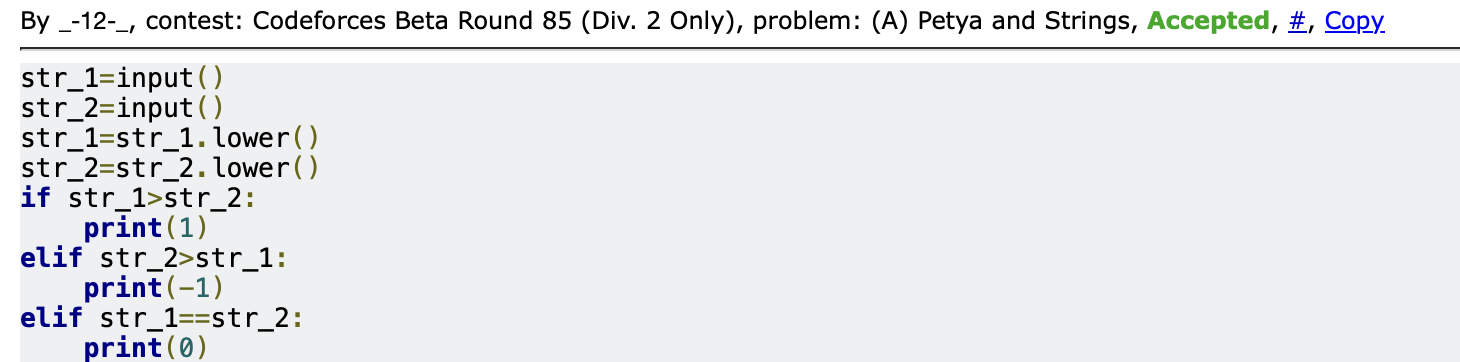 By _-12-_, contest: Codeforces Beta Round 85 (Div. 2 Only), problem: (A) Petya and Strings, Accepted, #, Copy
str_1=input()
str_2=input()
str_1=str_1.lower()
str_2=str_2.lower()
if str_1>str_2:
    print(1)
elif str_2>str_1:
    print(-1)
elif str_1==str_2:
    print(0)